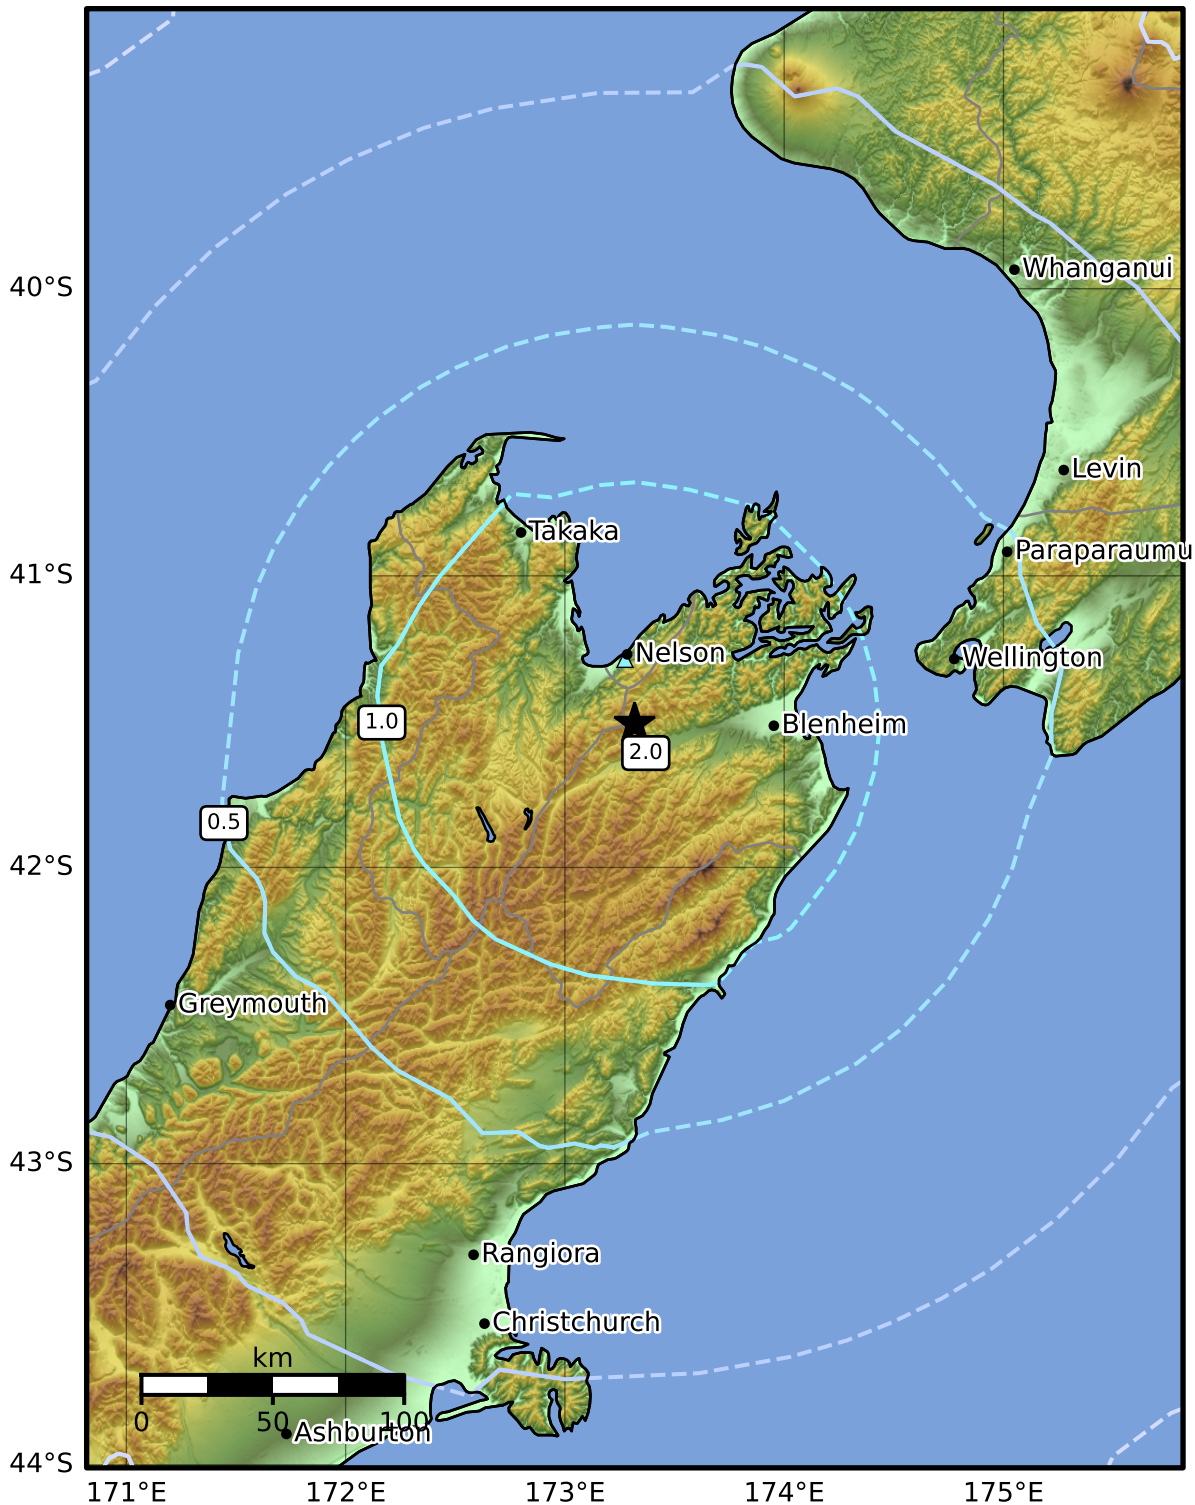 Whanganui
40°S
Levin
Takaka
Paraparaumu
41°S
Nelson
Wellington
1.0
Blenheim
2.0
0.5
42°S
Greymouth
43°S
Rangiora
Christchurch
km
0 50 100
Ashburton
44°S
171°E 172°E 173°E 174°E 175°E